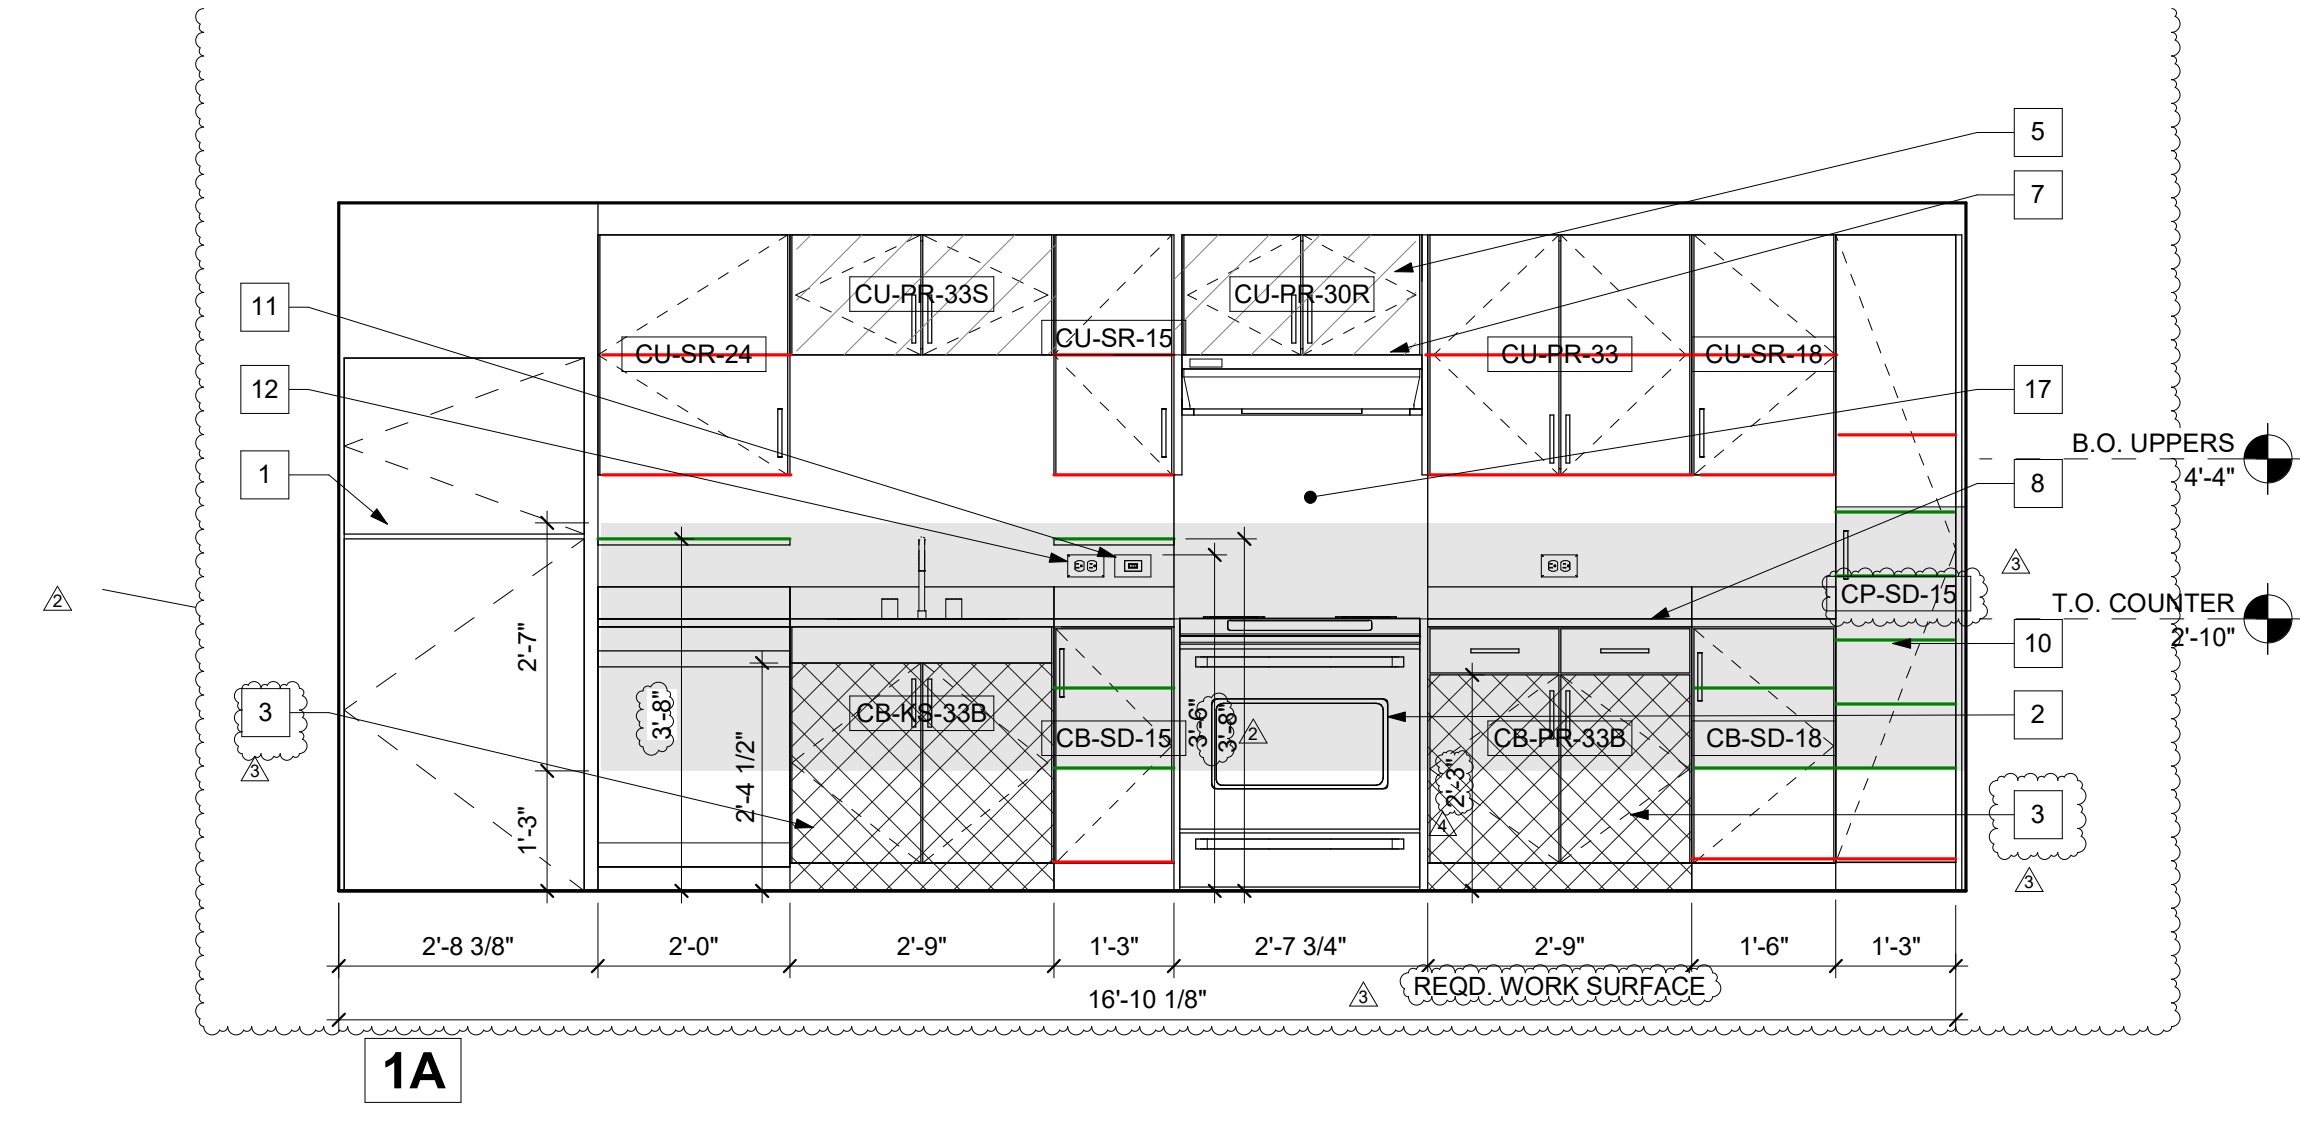 5
7
CU-PR-33S
CU-PR-30R
11
CU-SR-15
CU-SR-24
CU-PR-33
CU-SR-18
12
17
B.O. UPPERS
4'-4"
1
8
2
3
CP-SD-15
T.O. COUNTER
2'-10"
10
2'-7"
3
3'-8"
CB-KS-33B
3'-6"
3'-8"
2
2
CB-SD-15
CB-PR-33B
CB-SD-18
3
2'-4 1/2"
2'-3"
1'-3"
4
3
3
2'-8 3/8"
2'-0"
2'-9"
1'-3"
2'-7 3/4"
2'-9"
1'-6"
1'-3"
3
REQD. WORK SURFACE
16'-10 1/8"
1A